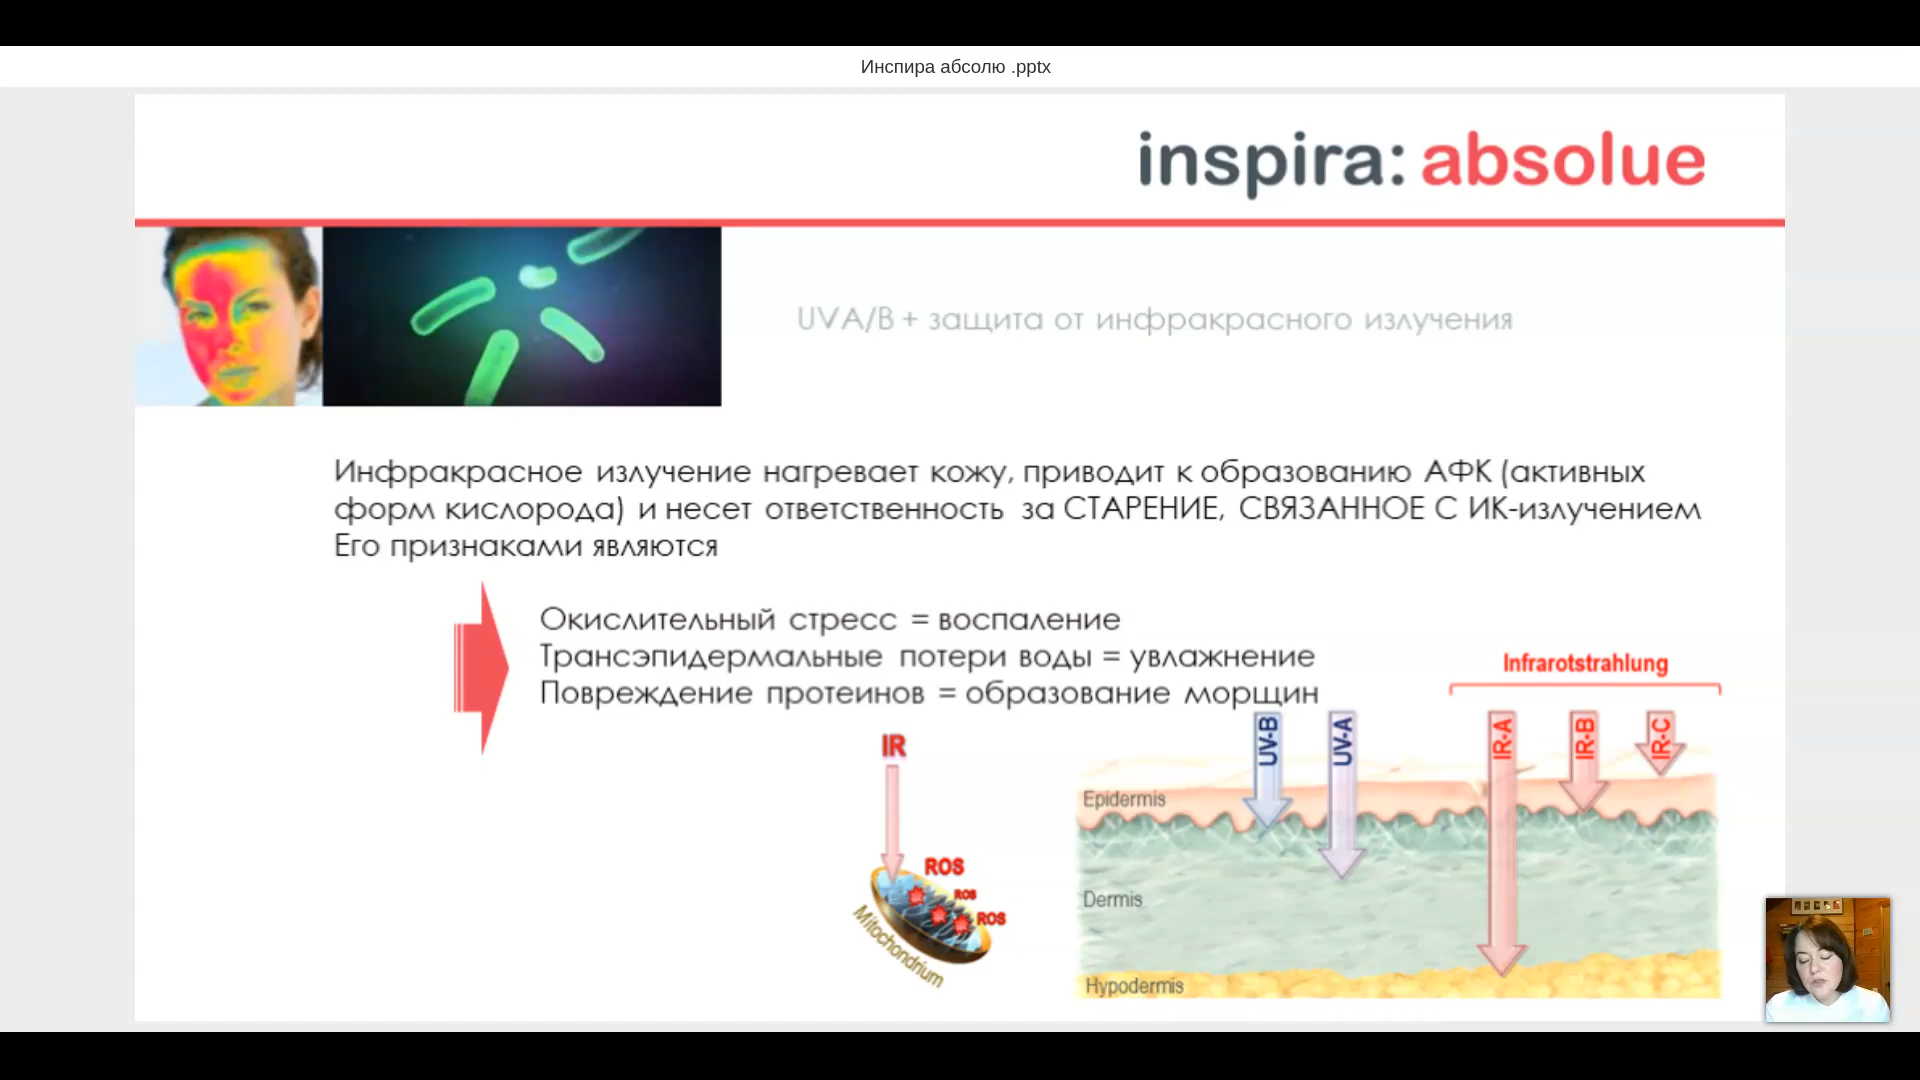 Инспира абсолю .pptx
inspira: absolue
UVA/B + защита от инфракрасного излучения
Инфракрасное излучение нагревает кожу, приводит к образованию АФК (активных
форм кислорода) и несет ответственность за СТАРЕНИЕ, СВЯЗАННОЕ С ИК-излучением
Его признаками являются
Окислительный стресс = воспаление
Трансэпидермальные потери воды = увлажнение
Повреждение протеинов = образование морщин
Infrarotstrahlung
UV-B
UV-A
IR-A
IR-B
IR-C
IR
ROS
ROS
ROS
Mitochondrium
Epidermis
Dermis
Hypodermis